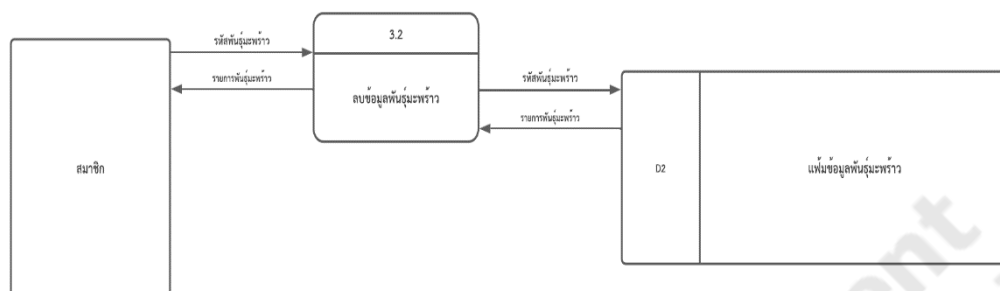 3.2
รหัสพันธุ์มะพร้าว
รายการพันธุ์มะพร้าว
ลบข้อมูลพันธุ์มะพร้าว
รหัสพันธุ์มะพร้าว
รายการพันธุ์มะพร้าว
สมาชิก
D2
แฟ้มข้อมูลพันธุ์มะพร้าว